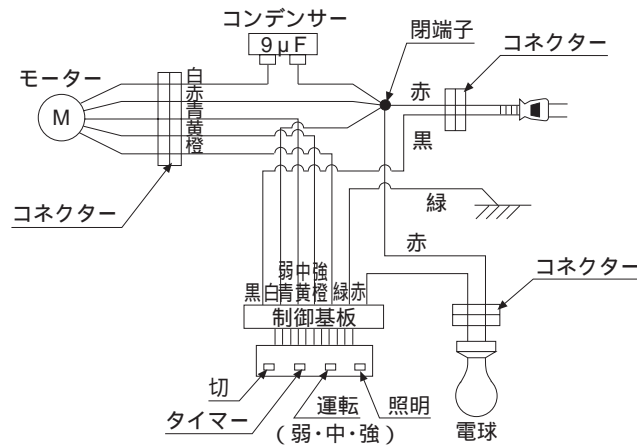 コンデンサー
9μF
閉端子
コネクター
モーター
M
白
赤
青
黄
橙
赤
黒
コネクター
緑
赤
弱中強
黒白青黄橙緑赤
コネクター
制御基板
切
タイマー
運転
(弱・中・強)
照明
電球